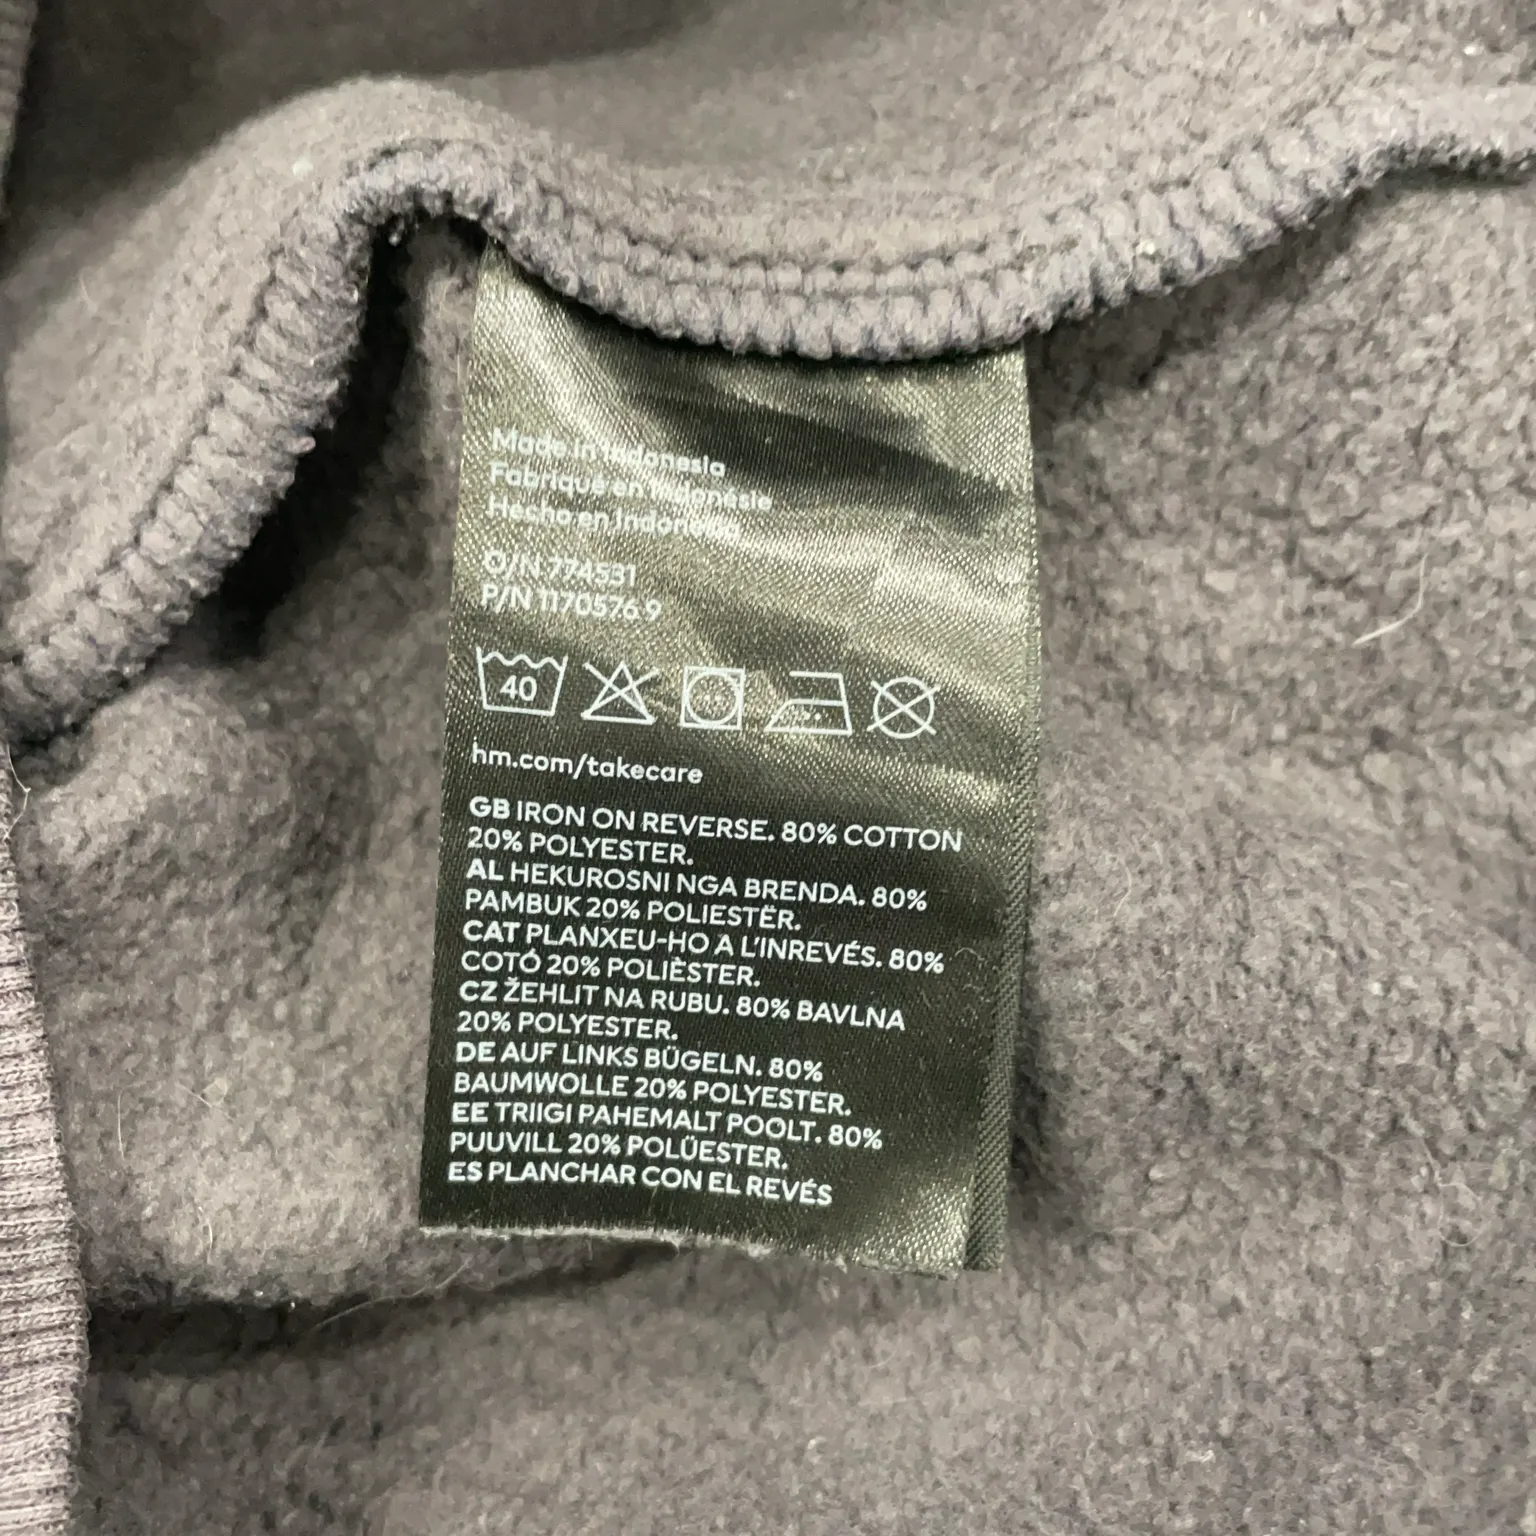 Made in Indonesia
Fabriqué en Indonésie
Hecho en Indonesia
O/N 774531
P/N 1170576.9
40
hm.com/takecare
GB IRON ON REVERSE. 80% COTTON
20% POLYESTER.
AL HEKUROSNI NGA BRENDA. 80%
PAMBUK 20% POLIESTËR.
CAT PLANXEU-HO A L'INREVÉS. 80%
COTÓ 20% POLIÈSTER.
CZ ŽEHLIT NA RUBU. 80% BAVLNA
20% POLYESTER.
DE AUF LINKS BÜGELN. 80%
BAUMWOLLE 20% POLYESTER.
EE TRIIGI PAHEMALT POOLT. 80%
PUUVILL 20% POLÜESTER.
ES PLANCHAR CON EL REVÉS